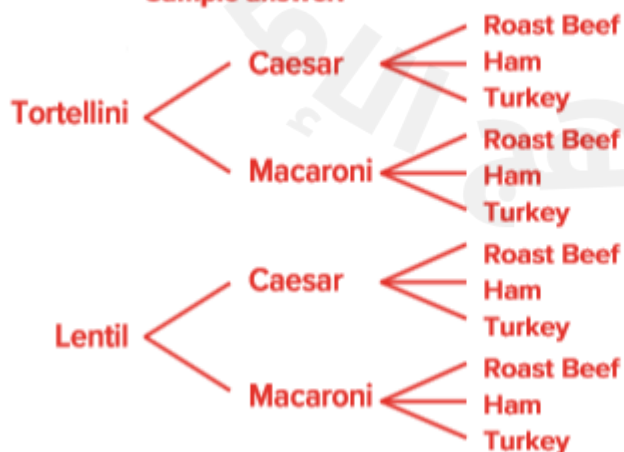 Roast Beef
Caesar
Ham
Turkey
Tortellini
Roast Beef
Macaroni
Ham
Turkey
Roast Beef
Caesar
Ham
Turkey
Lentil
Roast Beef
Macaroni
Ham
Turkey